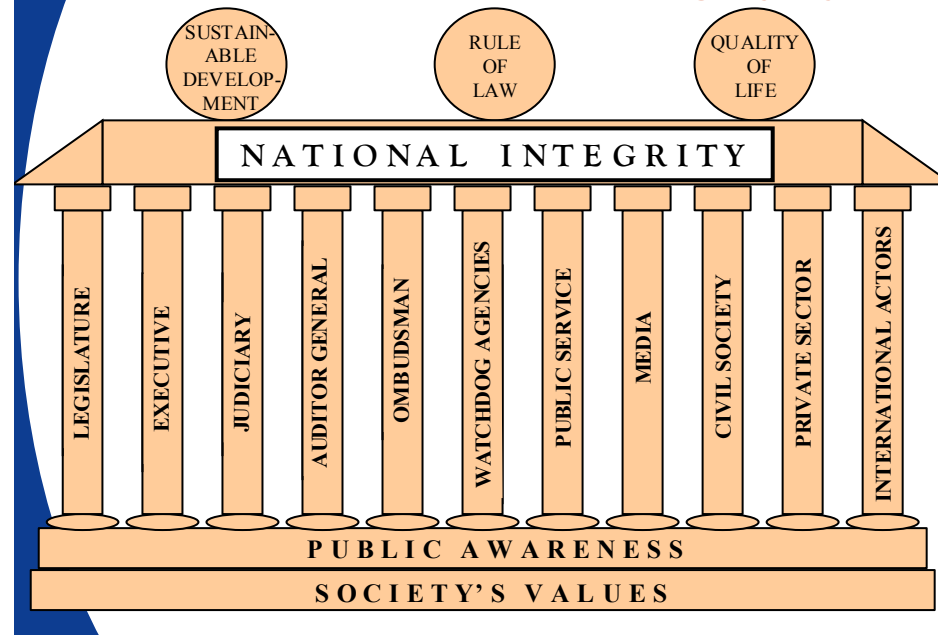 SUSTAIN-
ABLE
DEVELOP-
MENT
RULE
OF
LAW
QUALITY
OF
LIFE
NATIONAL INTEGRITY
LEGISLATURE
EXECUTIVE
JUDICIARY
AUDITOR GENERAL
OMBUDSMAN
WATCHDOG AGENCIES
PUBLIC SERVICE
MEDIA
CIVIL SOCIETY
PRIVATE SECTOR
INTERNATIONAL ACTORS
PUBLIC AWARENESS
SOCIETY’S VALUES